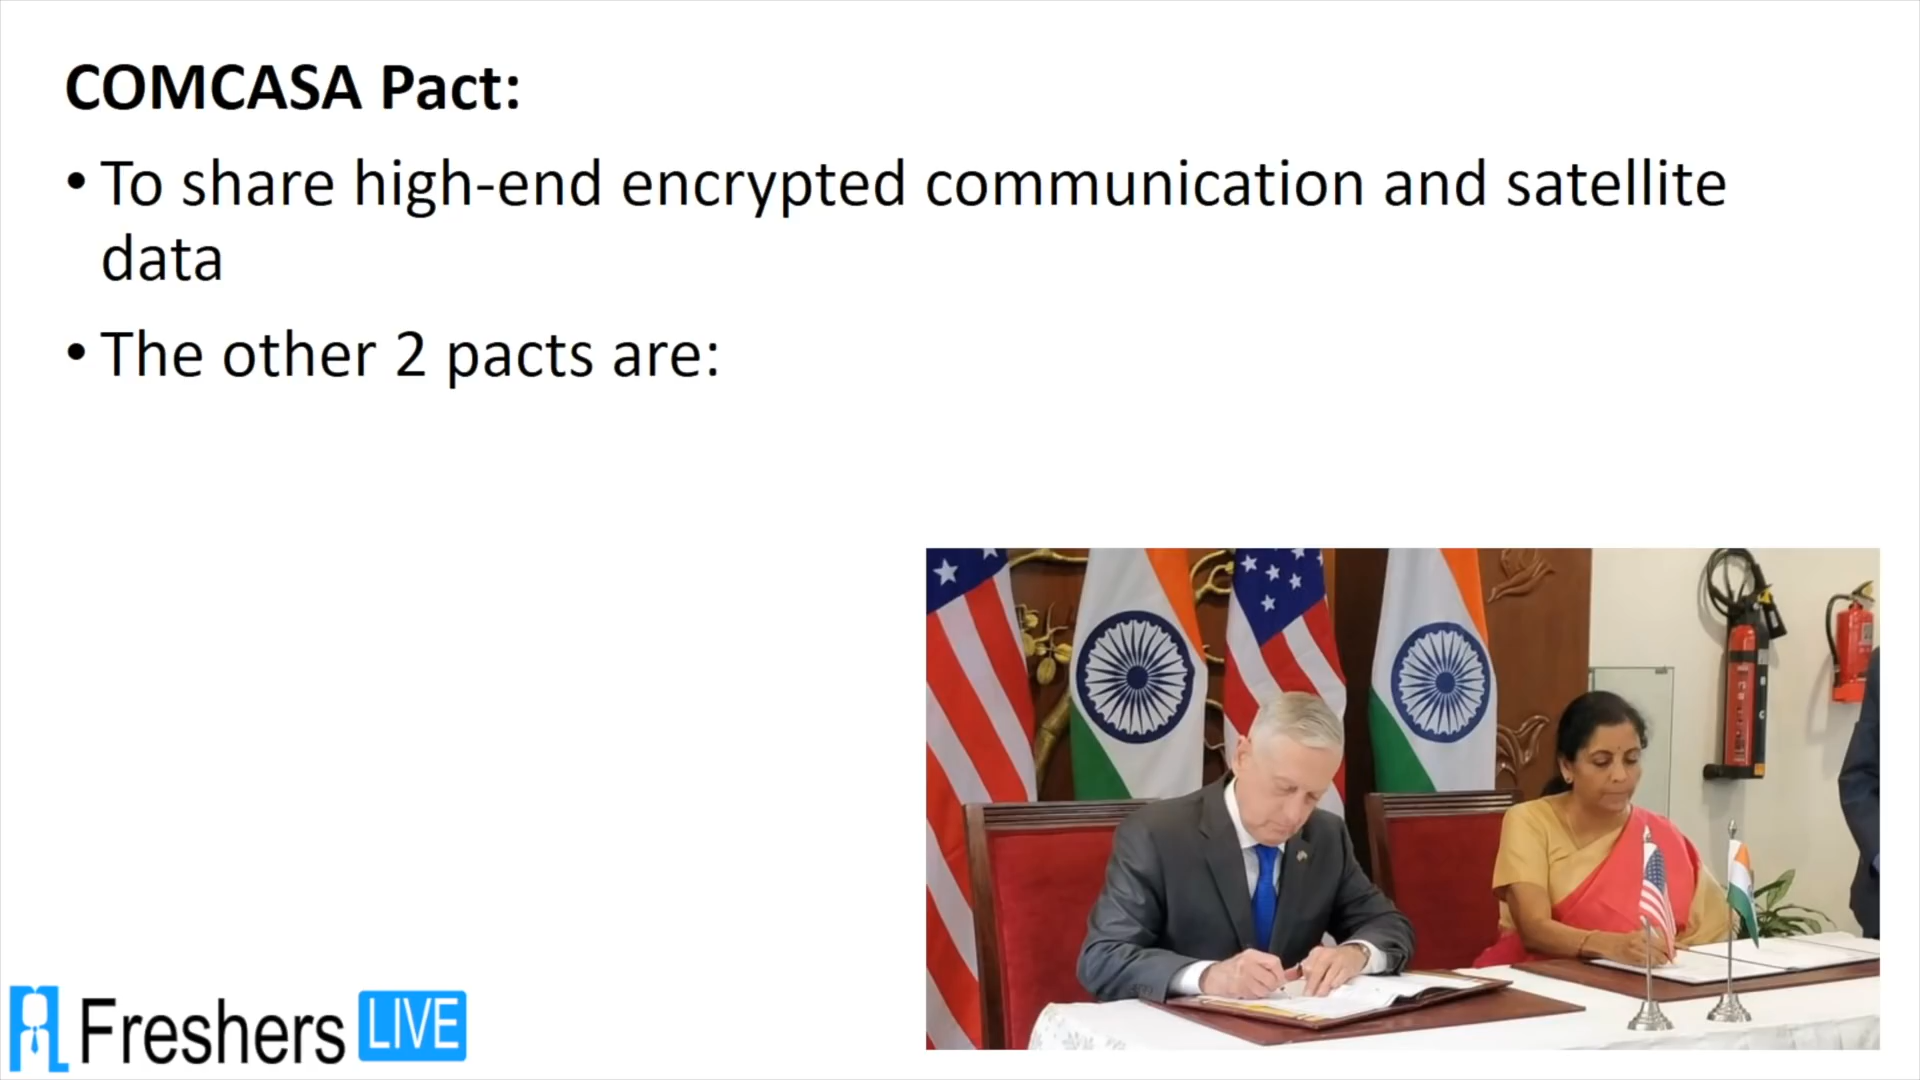 COMCASA Pact:
• To share high-end encrypted communication and satellite
data
• The other 2 pacts are:
Freshers LIVE